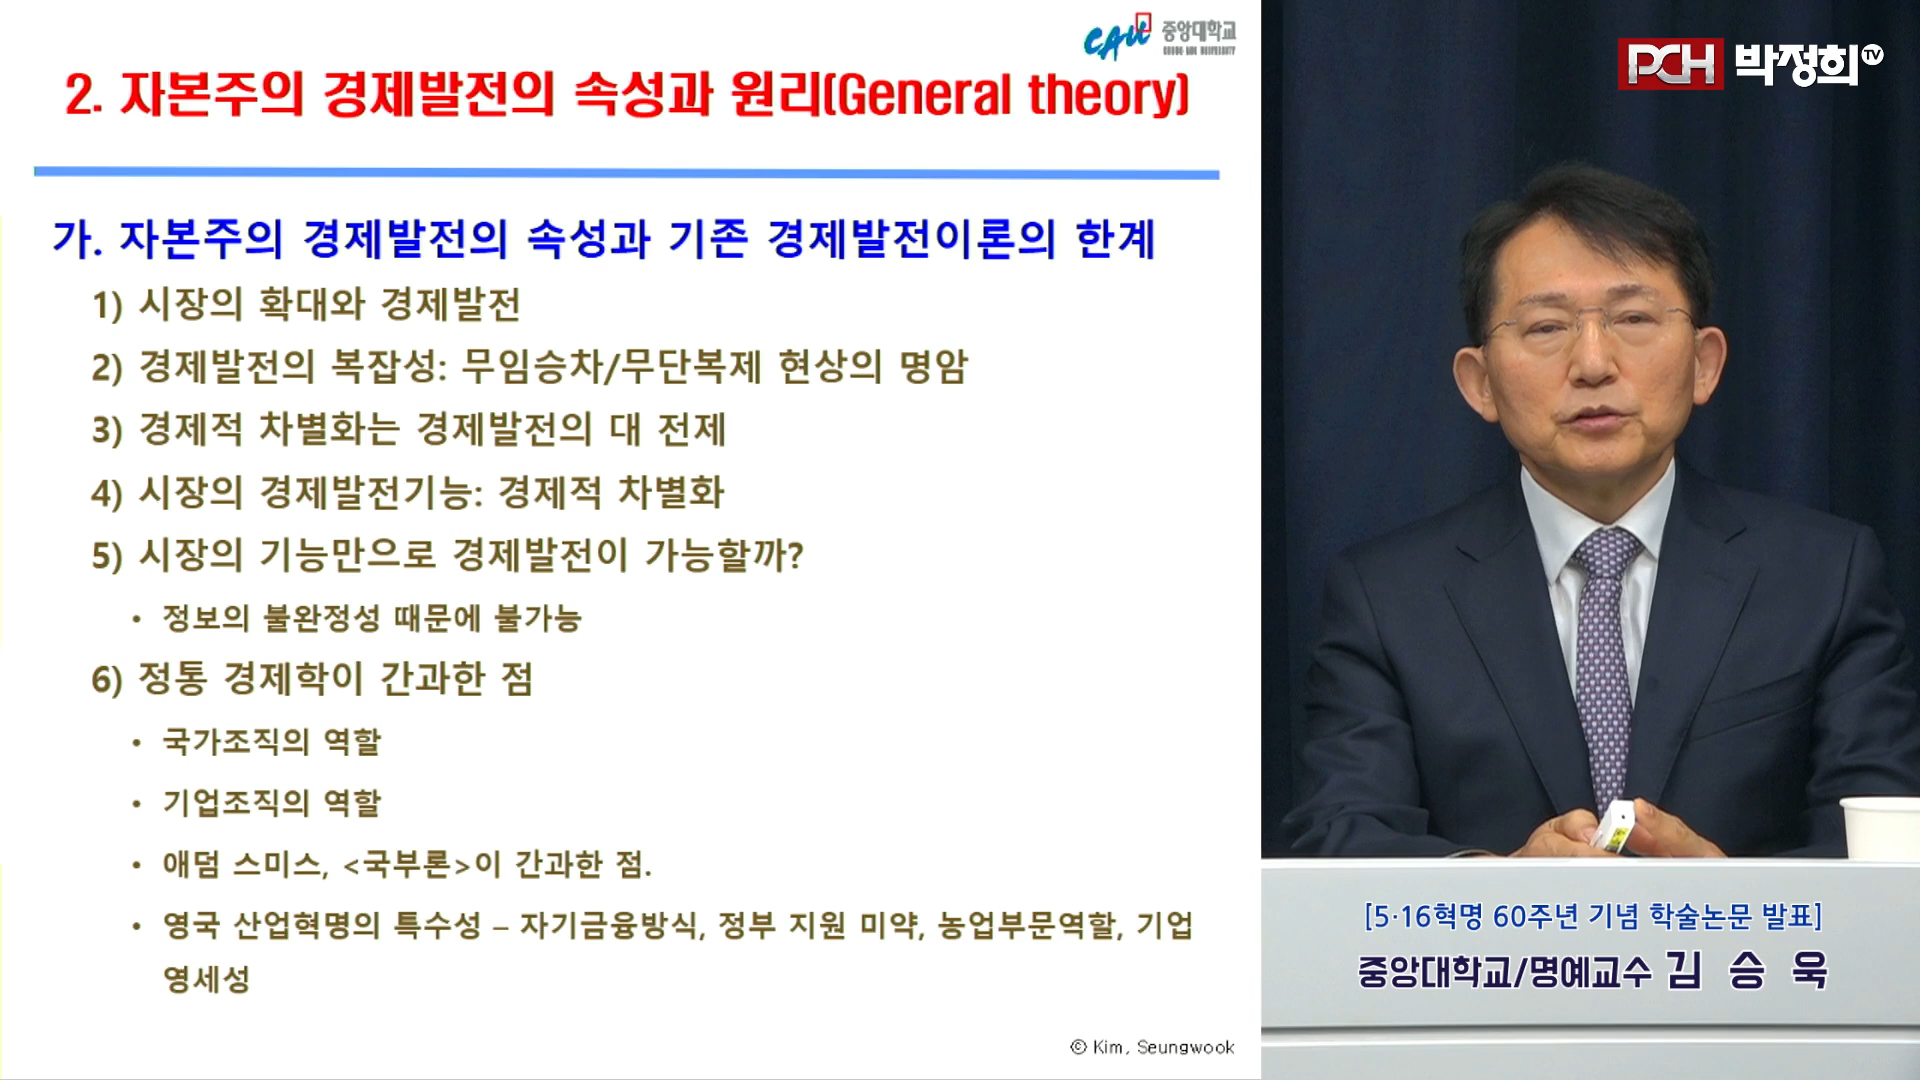 CAU 중앙대학교
CHUNG-ANG UNIVERSITY
2. 자본주의 경제발전의 속성과 원리(General theory)
가. 자본주의 경제발전의 속성과 기존 경제발전이론의 한계
1) 시장의 확대와 경제발전
2) 경제발전의 복잡성: 무임승차/무단복제 현상의 명암
3) 경제적 차별화는 경제발전의 대 전제
4) 시장의 경제발전기능: 경제적 차별화
5) 시장의 기능만으로 경제발전이 가능할까?
• 정보의 불완정성 때문에 불가능
6) 정통 경제학이 간과한 점
• 국가조직의 역할
• 기업조직의 역할
• 애덤 스미스, <국부론>이 간과한 점.
• 영국 산업혁명의 특수성 – 자기금융방식, 정부 지원 미약, 농업부문역할, 기업
영세성
© Kim, Seungwook
PCH 박정희 TV
[5·16혁명 60주년 기념 학술논문 발표]
중앙대학교/명예교수 김 승 욱